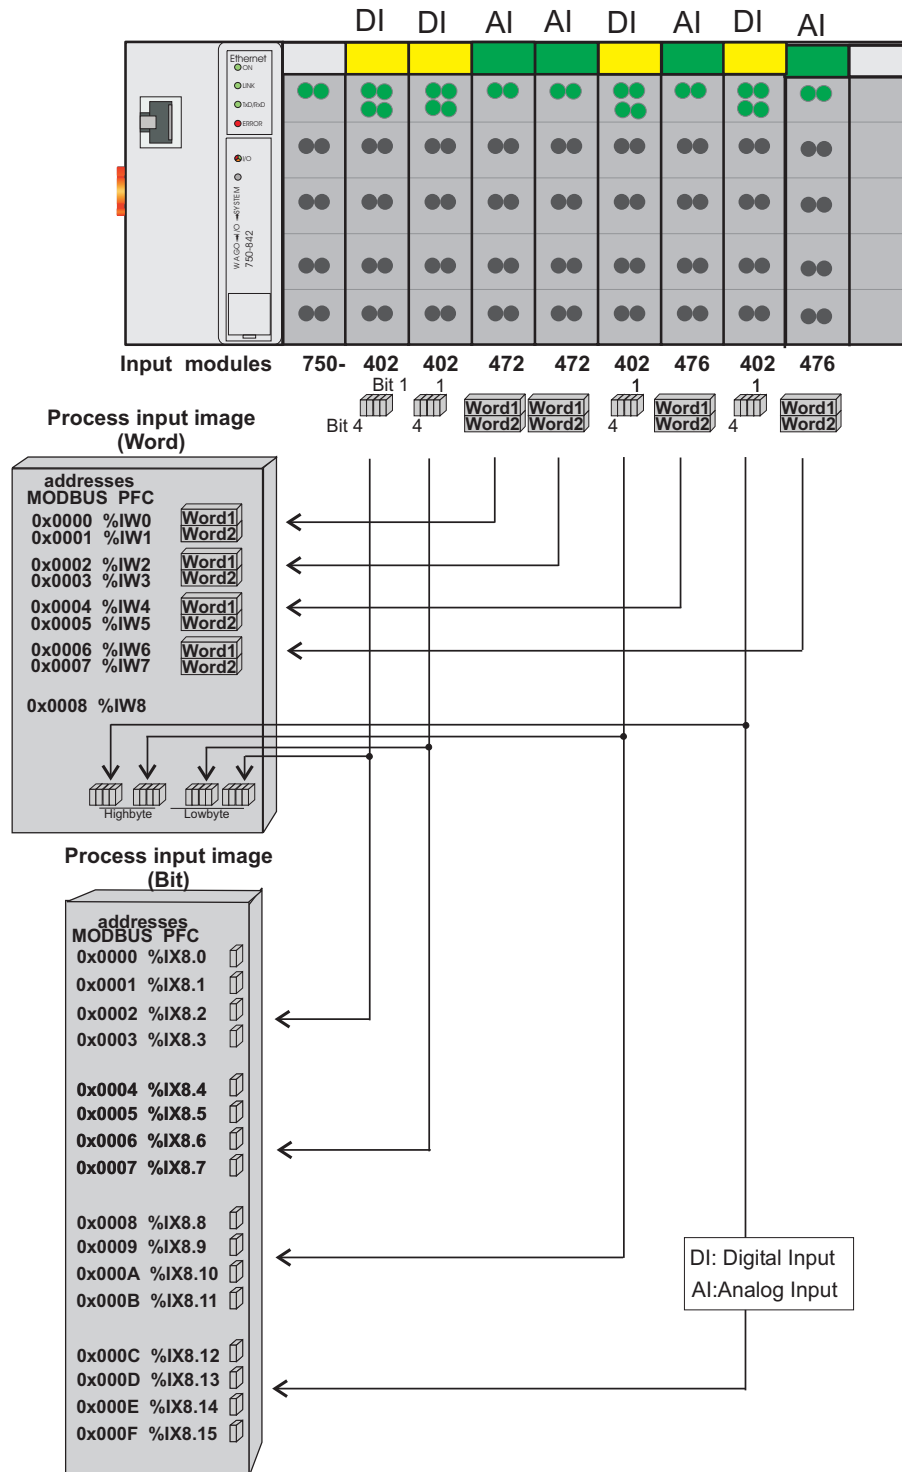 DI DI AI AI DI AI DI AI
Ethernet
ON
LINK
TxD/RxD
ERROR
I/O
WAGO I/O SYSTEM
750-842
Input modules 750- 402 402 472 472 402 476 402 476
Bit 1 1 1 1
Word1 Word1 Word1 Word1
Word2 Word2 Word2 Word2
Bit 4 4 4 4
Process input image
(Word)
addresses
MODBUS PFC
0x0000 %IW0 Word1
0x0001 %IW1 Word2
0x0002 %IW2 Word1
0x0003 %IW3 Word2
0x0004 %IW4 Word1
0x0005 %IW5 Word2
0x0006 %IW6 Word1
0x0007 %IW7 Word2
0x0008 %IW8
Highbyte Lowbyte
Process input image
(Bit)
addresses
MODBUS PFC
0x0000 %IX8.0
0x0001 %IX8.1
0x0002 %IX8.2
0x0003 %IX8.3
0x0004 %IX8.4
0x0005 %IX8.5
0x0006 %IX8.6
0x0007 %IX8.7
0x0008 %IX8.8
0x0009 %IX8.9
0x000A %IX8.10
0x000B %IX8.11
0x000C %IX8.12
0x000D %IX8.13
0x000E %IX8.14
0x000F %IX8.15
DI: Digital Input
AI:Analog Input